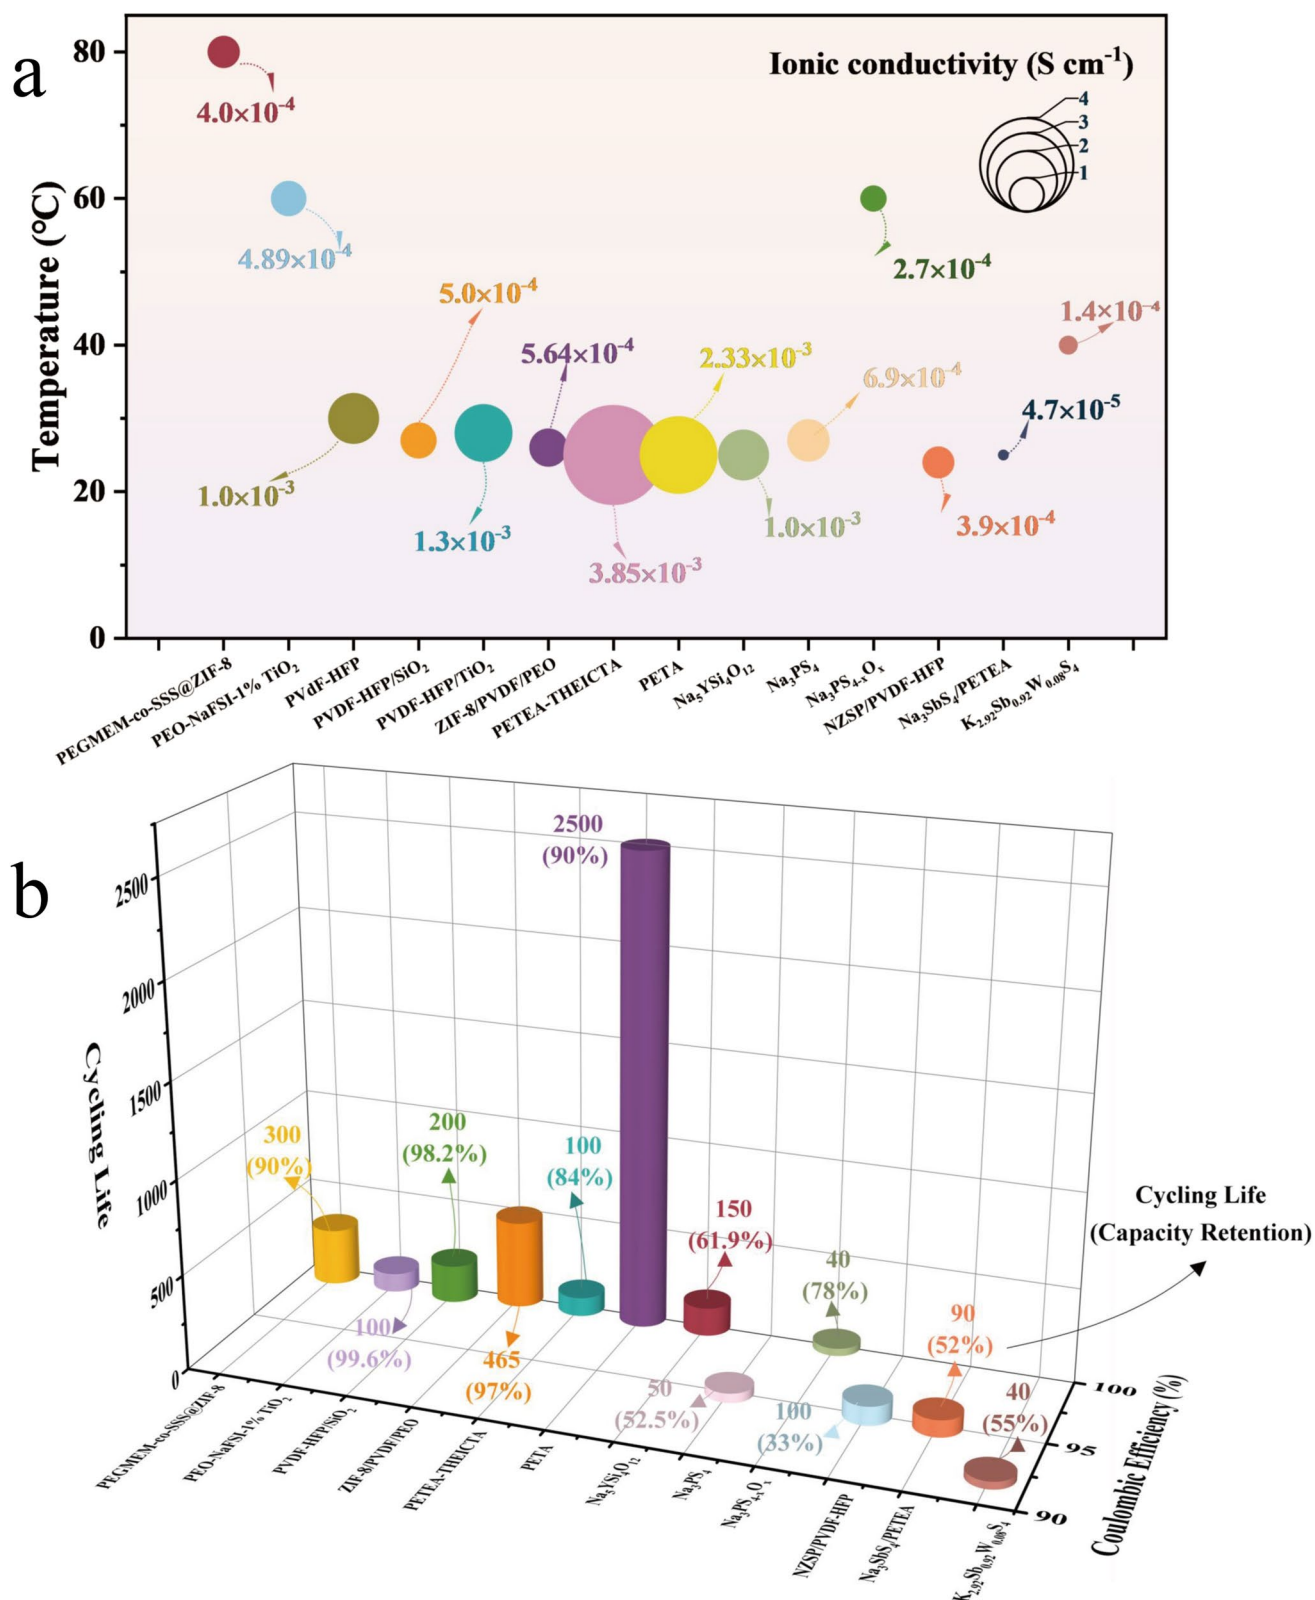 a
Ionic conductivity (S cm⁻¹)
4
3
2
1
Temperature (°C)
80
60
40
20
0
4.0×10⁻⁴
4.89×10⁻⁴
1.0×10⁻³
5.0×10⁻⁴
1.3×10⁻³
5.64×10⁻⁴
3.85×10⁻³
2.33×10⁻³
1.0×10⁻³
6.9×10⁻⁴
2.7×10⁻⁴
3.9×10⁻⁴
4.7×10⁻⁵
1.4×10⁻⁴
PEGMEM-co-SSS@ZIF-8
PEO-NaFSI-1% TiO₂
PVdF-HFP
PVDF-HFP/SiO₂
PVDF-HFP/TiO₂
ZIF-8/PVDF/PEO
PETEA-THEICTA
PETA
Na₅YSi₄O₁₂
Na₃PS₄
Na₃PS₄₋ₓOₓ
NZSP/PVDF-HFP
Na₃SbS₄/PETEA
K₂.₉₂Sb₀.₉₂W₀.₀₈S₄
b
Cycling Life
2500
2000
1500
1000
500
0
300
(90%)
100
(99.6%)
200
(98.2%)
465
(97%)
100
(84%)
2500
(90%)
150
(61.9%)
50
(52.5%)
40
(78%)
100
(33%)
90
(52%)
40
(55%)
Cycling Life
(Capacity Retention)
100
95
90
Coulombic Efficiency (%)
PEGMEM-co-SSS@ZIF-8
PEO-NaFSI-1% TiO₂
PVDF-HFP/SiO₂
ZIF-8/PVDF/PEO
PETEA-THEICTA
PETA
Na₅YSi₄O₁₂
Na₃PS₄
Na₃PS₄₋ₓOₓ
NZSP/PVDF-HFP
Na₃SbS₄/PETEA
K₂.₉₂Sb₀.₉₂W₀.₀₈S₄